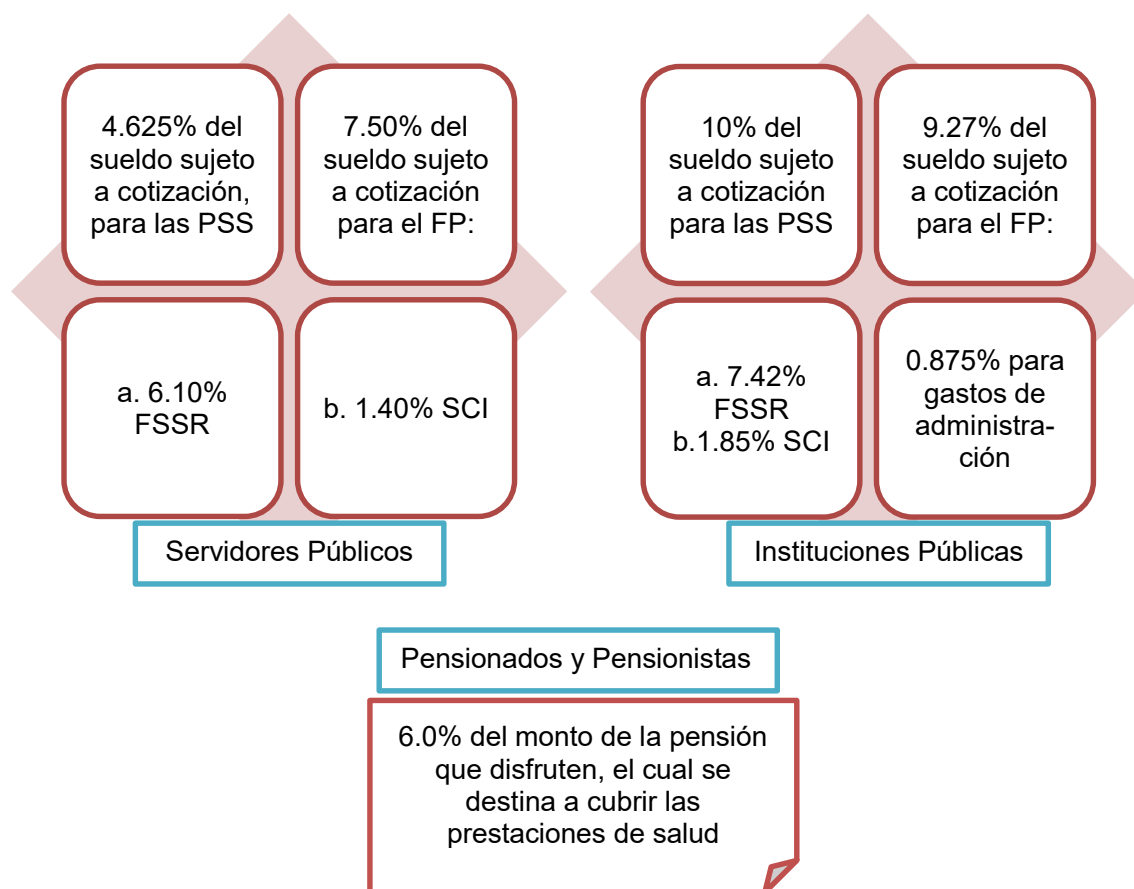 4.625% del
sueldo sujeto
a cotización,
para las PSS
7.50% del
sueldo sujeto
a cotización
para el FP:
a. 6.10%
FSSR
b. 1.40% SCI
Servidores Públicos
10% del
sueldo sujeto
a cotización
para las PSS
9.27% del
sueldo sujeto
a cotización
para el FP:
a. 7.42%
FSSR
b.1.85% SCI
0.875% para
gastos de
administra-
ción
Instituciones Públicas
Pensionados y Pensionistas
6.0% del monto de la pensión
que disfruten, el cual se
destina a cubrir las
prestaciones de salud